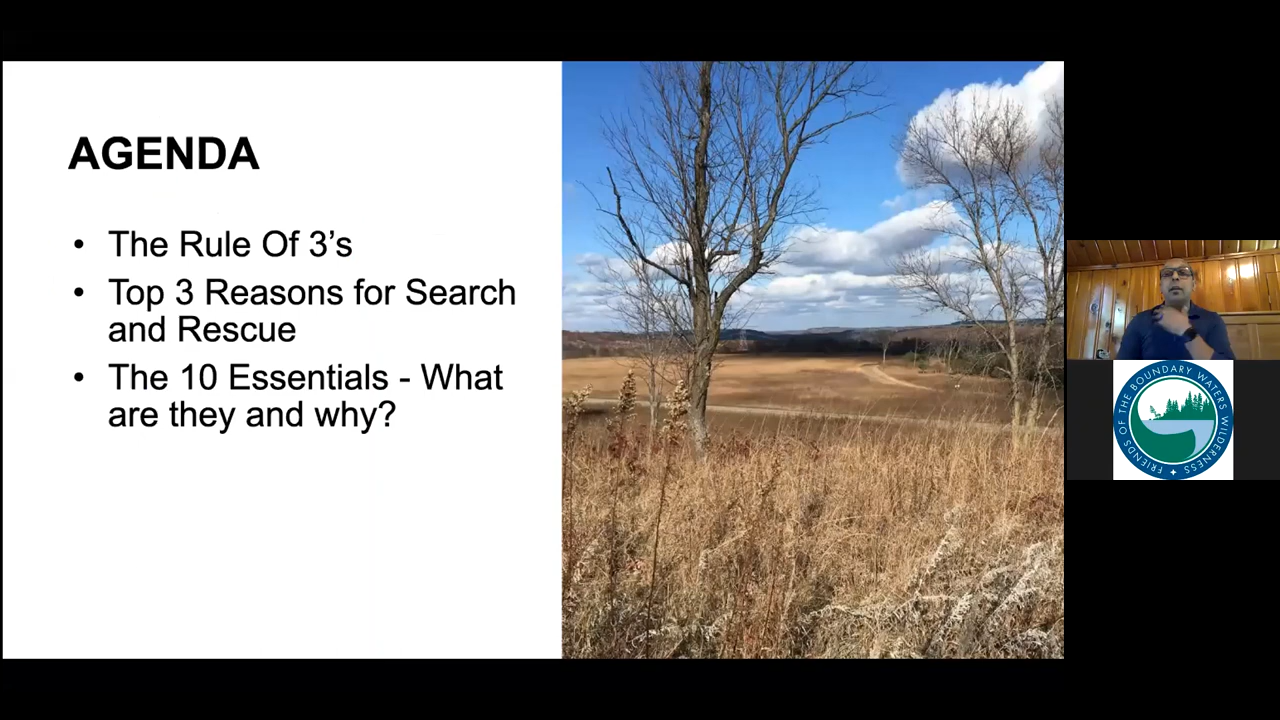 AGENDA
• The Rule Of 3’s
• Top 3 Reasons for Search
and Rescue
• The 10 Essentials - What
are they and why?
FRIENDS OF THE BOUNDARY WATERS WILDERNESS